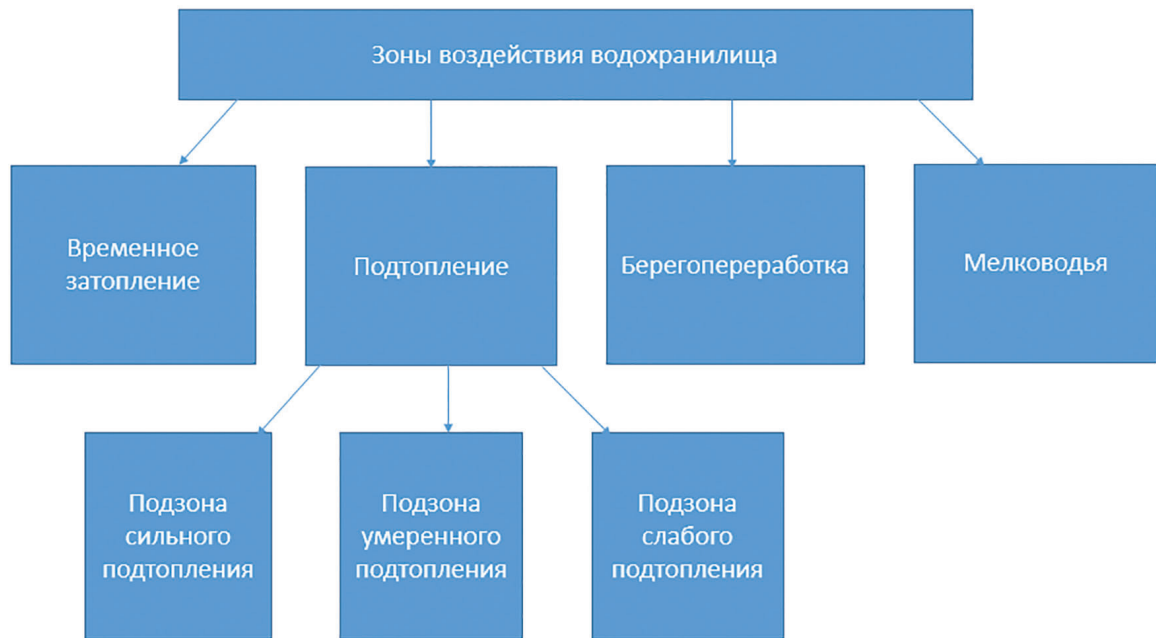 Зоны воздействия водохранилища
Временное
затопление
Подтопление
Берегопереработка
Мелководья
Подзона
сильного
подтопления
Подзона
умеренного
подтопления
Подзона
слабого
подтопления